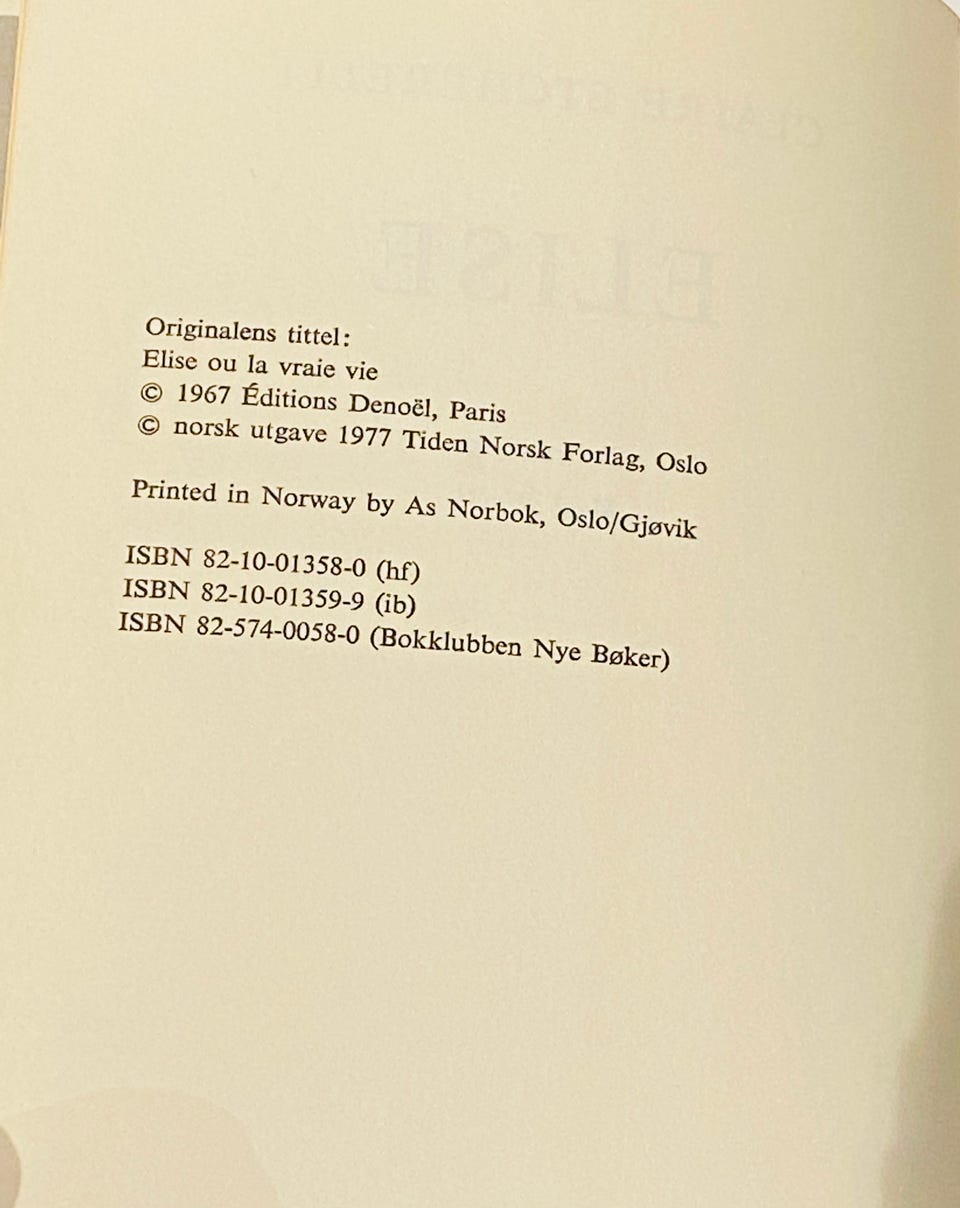 Originalens tittel:
Elise ou la vraie vie
© 1967 Éditions Denoël, Paris
© norsk utgave 1977 Tiden Norsk Forlag, Oslo
Printed in Norway by As Norbok, Oslo/Gjøvik
ISBN 82-10-01358-0 (hf)
ISBN 82-10-01359-9 (ib)
ISBN 82-574-0058-0 (Bokklubben Nye Bøker)
ELISE